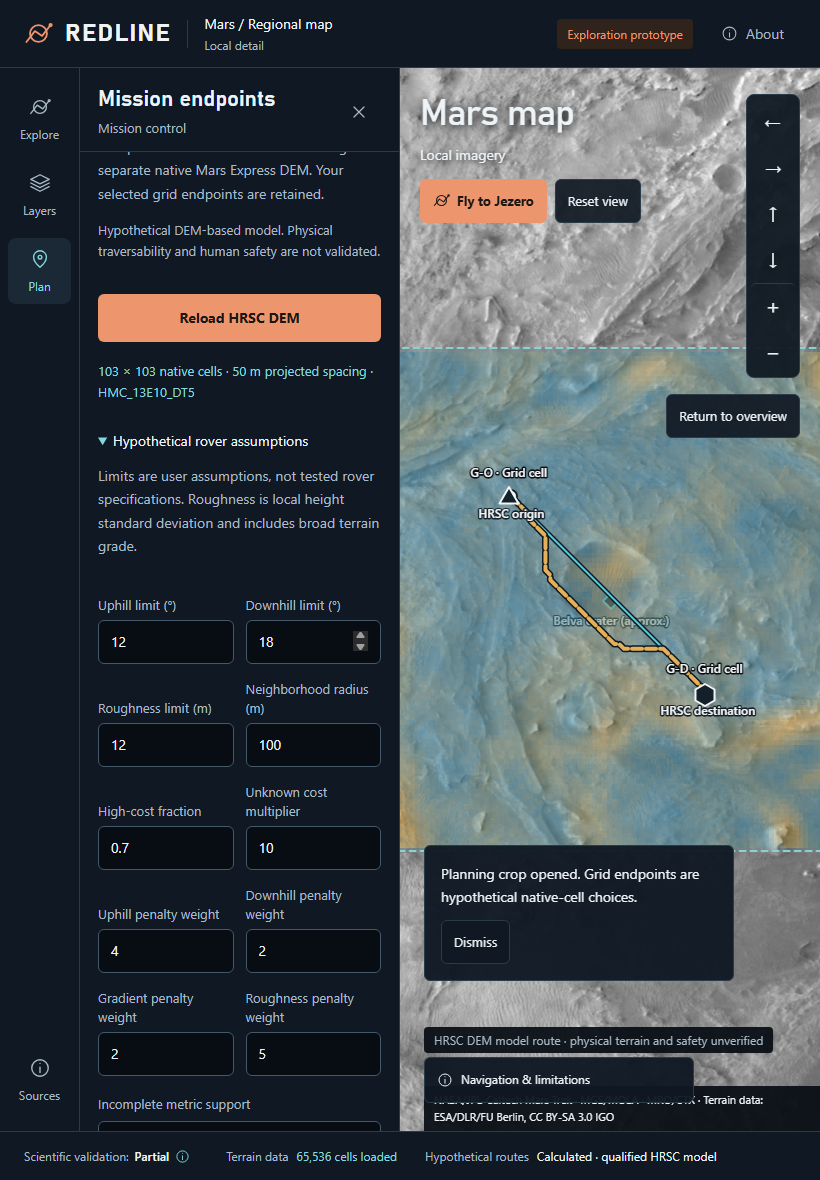 REDLINE
Mars / Regional map
Local detail
Exploration prototype
About
Explore
Layers
Plan
Sources
Mission endpoints
Mission control
separate native Mars Express DEM. Your
selected grid endpoints are retained.
Hypothetical DEM-based model. Physical
traversability and human safety are not validated.
Reload HRSC DEM
103 × 103 native cells · 50 m projected spacing ·
HMC_13E10_DT5
Hypothetical rover assumptions
Limits are user assumptions, not tested rover
specifications. Roughness is local height
standard deviation and includes broad terrain
grade.
Uphill limit (°)
Downhill limit (°)
12
18
Roughness limit (m)
Neighborhood radius
(m)
12
100
High-cost fraction
Unknown cost
multiplier
0.7
10
Uphill penalty weight
Downhill penalty
weight
4
2
Gradient penalty
weight
Roughness penalty
weight
2
5
Incomplete metric support
Mars map
Local imagery
Fly to Jezero
Reset view
Return to overview
G-O · Grid cell
HRSC origin
Belva crater (approx.)
G-D · Grid cell
HRSC destination
Planning crop opened. Grid endpoints are
hypothetical native-cell choices.
Dismiss
HRSC DEM model route · physical terrain and safety unverified
Navigation & limitations
· Terrain data:
ESA/DLR/FU Berlin, CC BY-SA 3.0 IGO
Scientific validation: Partial
Terrain data 65,536 cells loaded
Hypothetical routes Calculated · qualified HRSC model